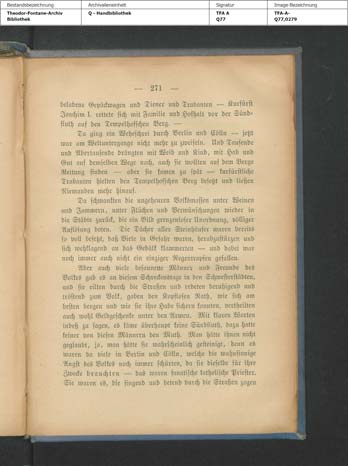 Bestandsbezeichnung Archivalieneinheit Signatur Image-Bezeichnung
Theodor-Fontane-Archiv Q - Handbibliothek TFA A TFA-A-
Bibliothek Q77 Q77,0279
— 271 —
beladene Gepäckwagen und Diener und Trabanten — Kurfürst
Joachim I. rettete sich mit Familie und Hofhalt vor der Sünd-
fluth auf den Tempelhofschen Berg. —
Da ging ein Wehschrei durch Berlin und Cölln — jetzt
war am Weltuntergange nicht mehr zu zweifeln. Und Tausende
und Abertausende drängten mit Weib und Kind, mit Hab und
Gut auf demselben Wege nach, auch sie wollten auf dem Berge
Rettung finden — aber sie kamen zu spät — kurfürstliche
Trabanten hielten den Tempelhofschen Berg besetzt und ließen
Niemanden mehr hinauf.
Da schwankten die ungeheuren Volksmassen unter Weinen
und Jammern, unter Flüchen und Verwünschungen wieder in
die Städte zurück, die ein Bild grenzenloser Unordnung, völliger
Auflösung boten. Die Dächer aller Steinhäuser waren bereits
so voll besetzt, daß Viele in Gefahr waren, herabzustürzen und
sich wehklagend an das Gebälk klammerten — und dabei war
noch immer auch nicht ein einziger Regentropfen gefallen.
Aber auch viele besonnene Männer und Freunde des
Volkes gab es an diesem Schreckenstage in den Schwesterstädten,
und sie eilten durch die Straßen und redeten beruhigend und
tröstend zum Volk, gaben den Kopflosen Rath, wie sich am
besten bergen und wie sie ihre Habe sichern konnten, vertheilten
auch wohl Geldgeschenke unter den Armen. Mit klaren Worten
indeß zu sagen, es käme überhaupt keine Sündfluth, dazu hatte
keiner von diesen Männern den Muth. Man hätte ihnen nicht
geglaubt, ja, man hätte sie wahrscheinlich gesteinigt, denn es
waren da viele in Berlin und Cölln, welche die wahnsinnige
Angst des Volkes noch immer schürten, da sie dieselbe für ihre
Zwecke brauchten — das waren fanatische katholische Priester.
Sie waren es, die singend und betend durch die Straßen zogen